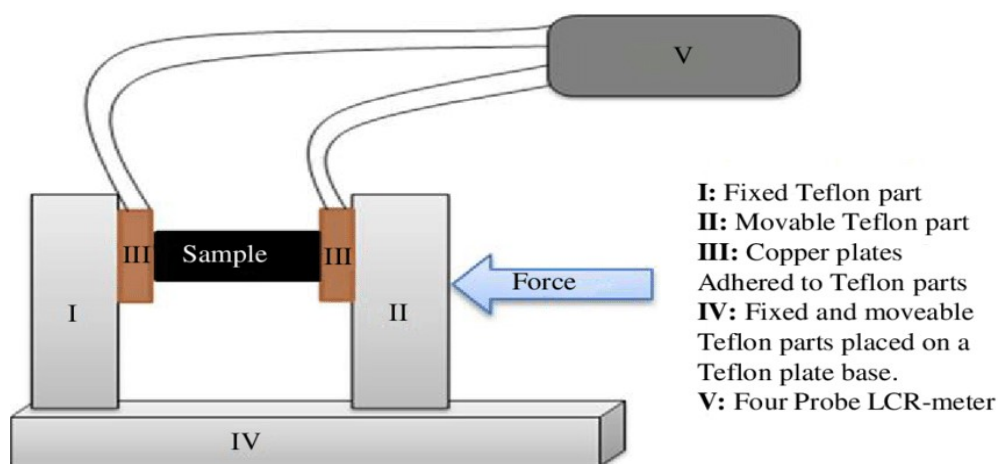 V
III
Sample
III
I
II
Force
IV
I: Fixed Teflon part
II: Movable Teflon part
III: Copper plates
Adhered to Teflon parts
IV: Fixed and moveable
Teflon parts placed on a
Teflon plate base.
V: Four Probe LCR-meter